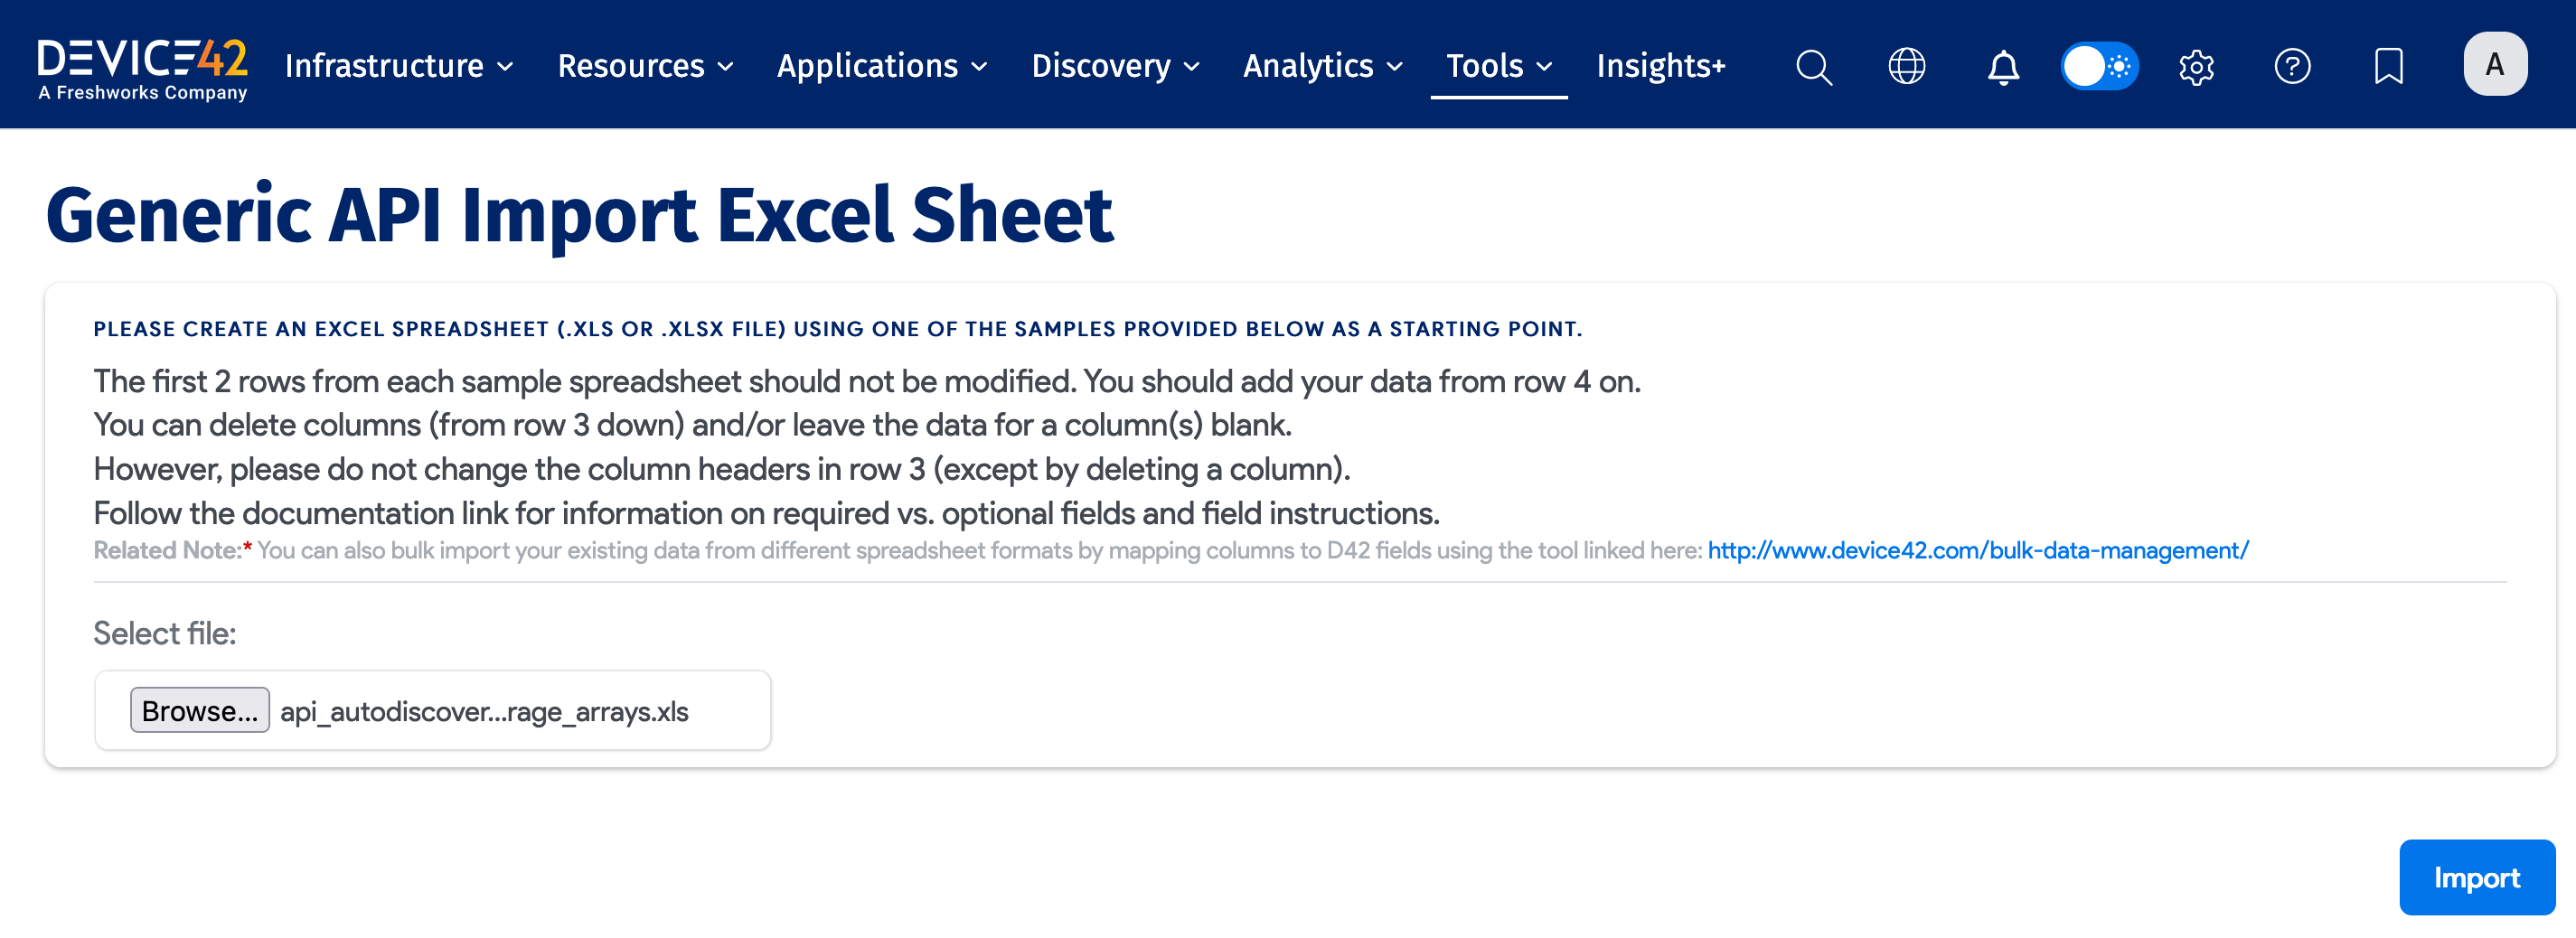 DEVICE42
A Freshworks Company
Infrastructure
Resources
Applications
Discovery
Analytics
Tools
Insights+
A
Generic API Import Excel Sheet
PLEASE CREATE AN EXCEL SPREADSHEET (.XLS OR .XLSX FILE) USING ONE OF THE SAMPLES PROVIDED BELOW AS A STARTING POINT.
The first 2 rows from each sample spreadsheet should not be modified. You should add your data from row 4 on.
You can delete columns (from row 3 down) and/or leave the data for a column(s) blank.
However, please do not change the column headers in row 3 (except by deleting a column).
Follow the documentation link for information on required vs. optional fields and field instructions.
Related Note:* You can also bulk import your existing data from different spreadsheet formats by mapping columns to D42 fields using the tool linked here: http://www.device42.com/bulk-data-management/
Select file:
Browse... api_autodiscover...rage_arrays.xls
Import